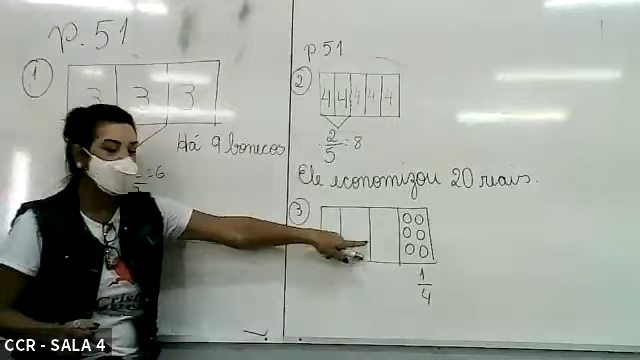 p.51
1
3 3 3
Há 9 bonecos
=6
p.51
2
4 4 4 4 4
2/5 = 8
Ele economizou 20 reais.
3
1/4
CCR - SALA 4